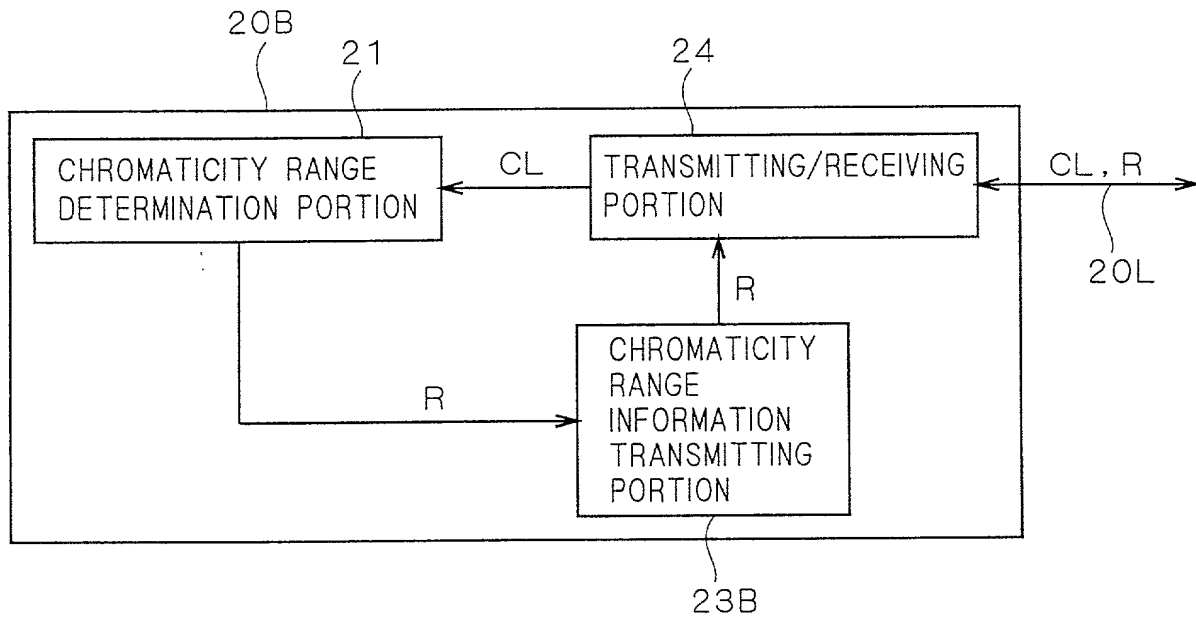 20B
21
24
CHROMATICITY RANGE
DETERMINATION PORTION
CL
TRANSMITTING/RECEIVING
PORTION
CL, R
20L
R
R
CHROMATICITY
RANGE
INFORMATION
TRANSMITTING
PORTION
23B